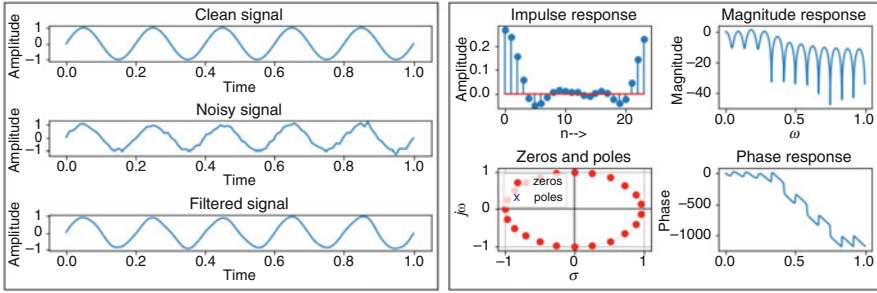 Clean signal
Amplitude
1
0
−1
0.0 0.2 0.4 0.6 0.8 1.0
Time
Noisy signal
Amplitude
1
0
−1
0.0 0.2 0.4 0.6 0.8 1.0
Time
Filtered signal
Amplitude
1
0
−1
0.0 0.2 0.4 0.6 0.8 1.0
Time
Impulse response
Amplitude
0.2
0.1
0.0
0 10 20
n-->
Magnitude response
Magnitude
0
−20
−40
0.0 0.5 1.0
ω
Zeros and poles
jω
1
0
−1
zeros
x poles
−1 0 1
σ
Phase response
Phase
0
−500
−1000
0.0 0.5 1.0